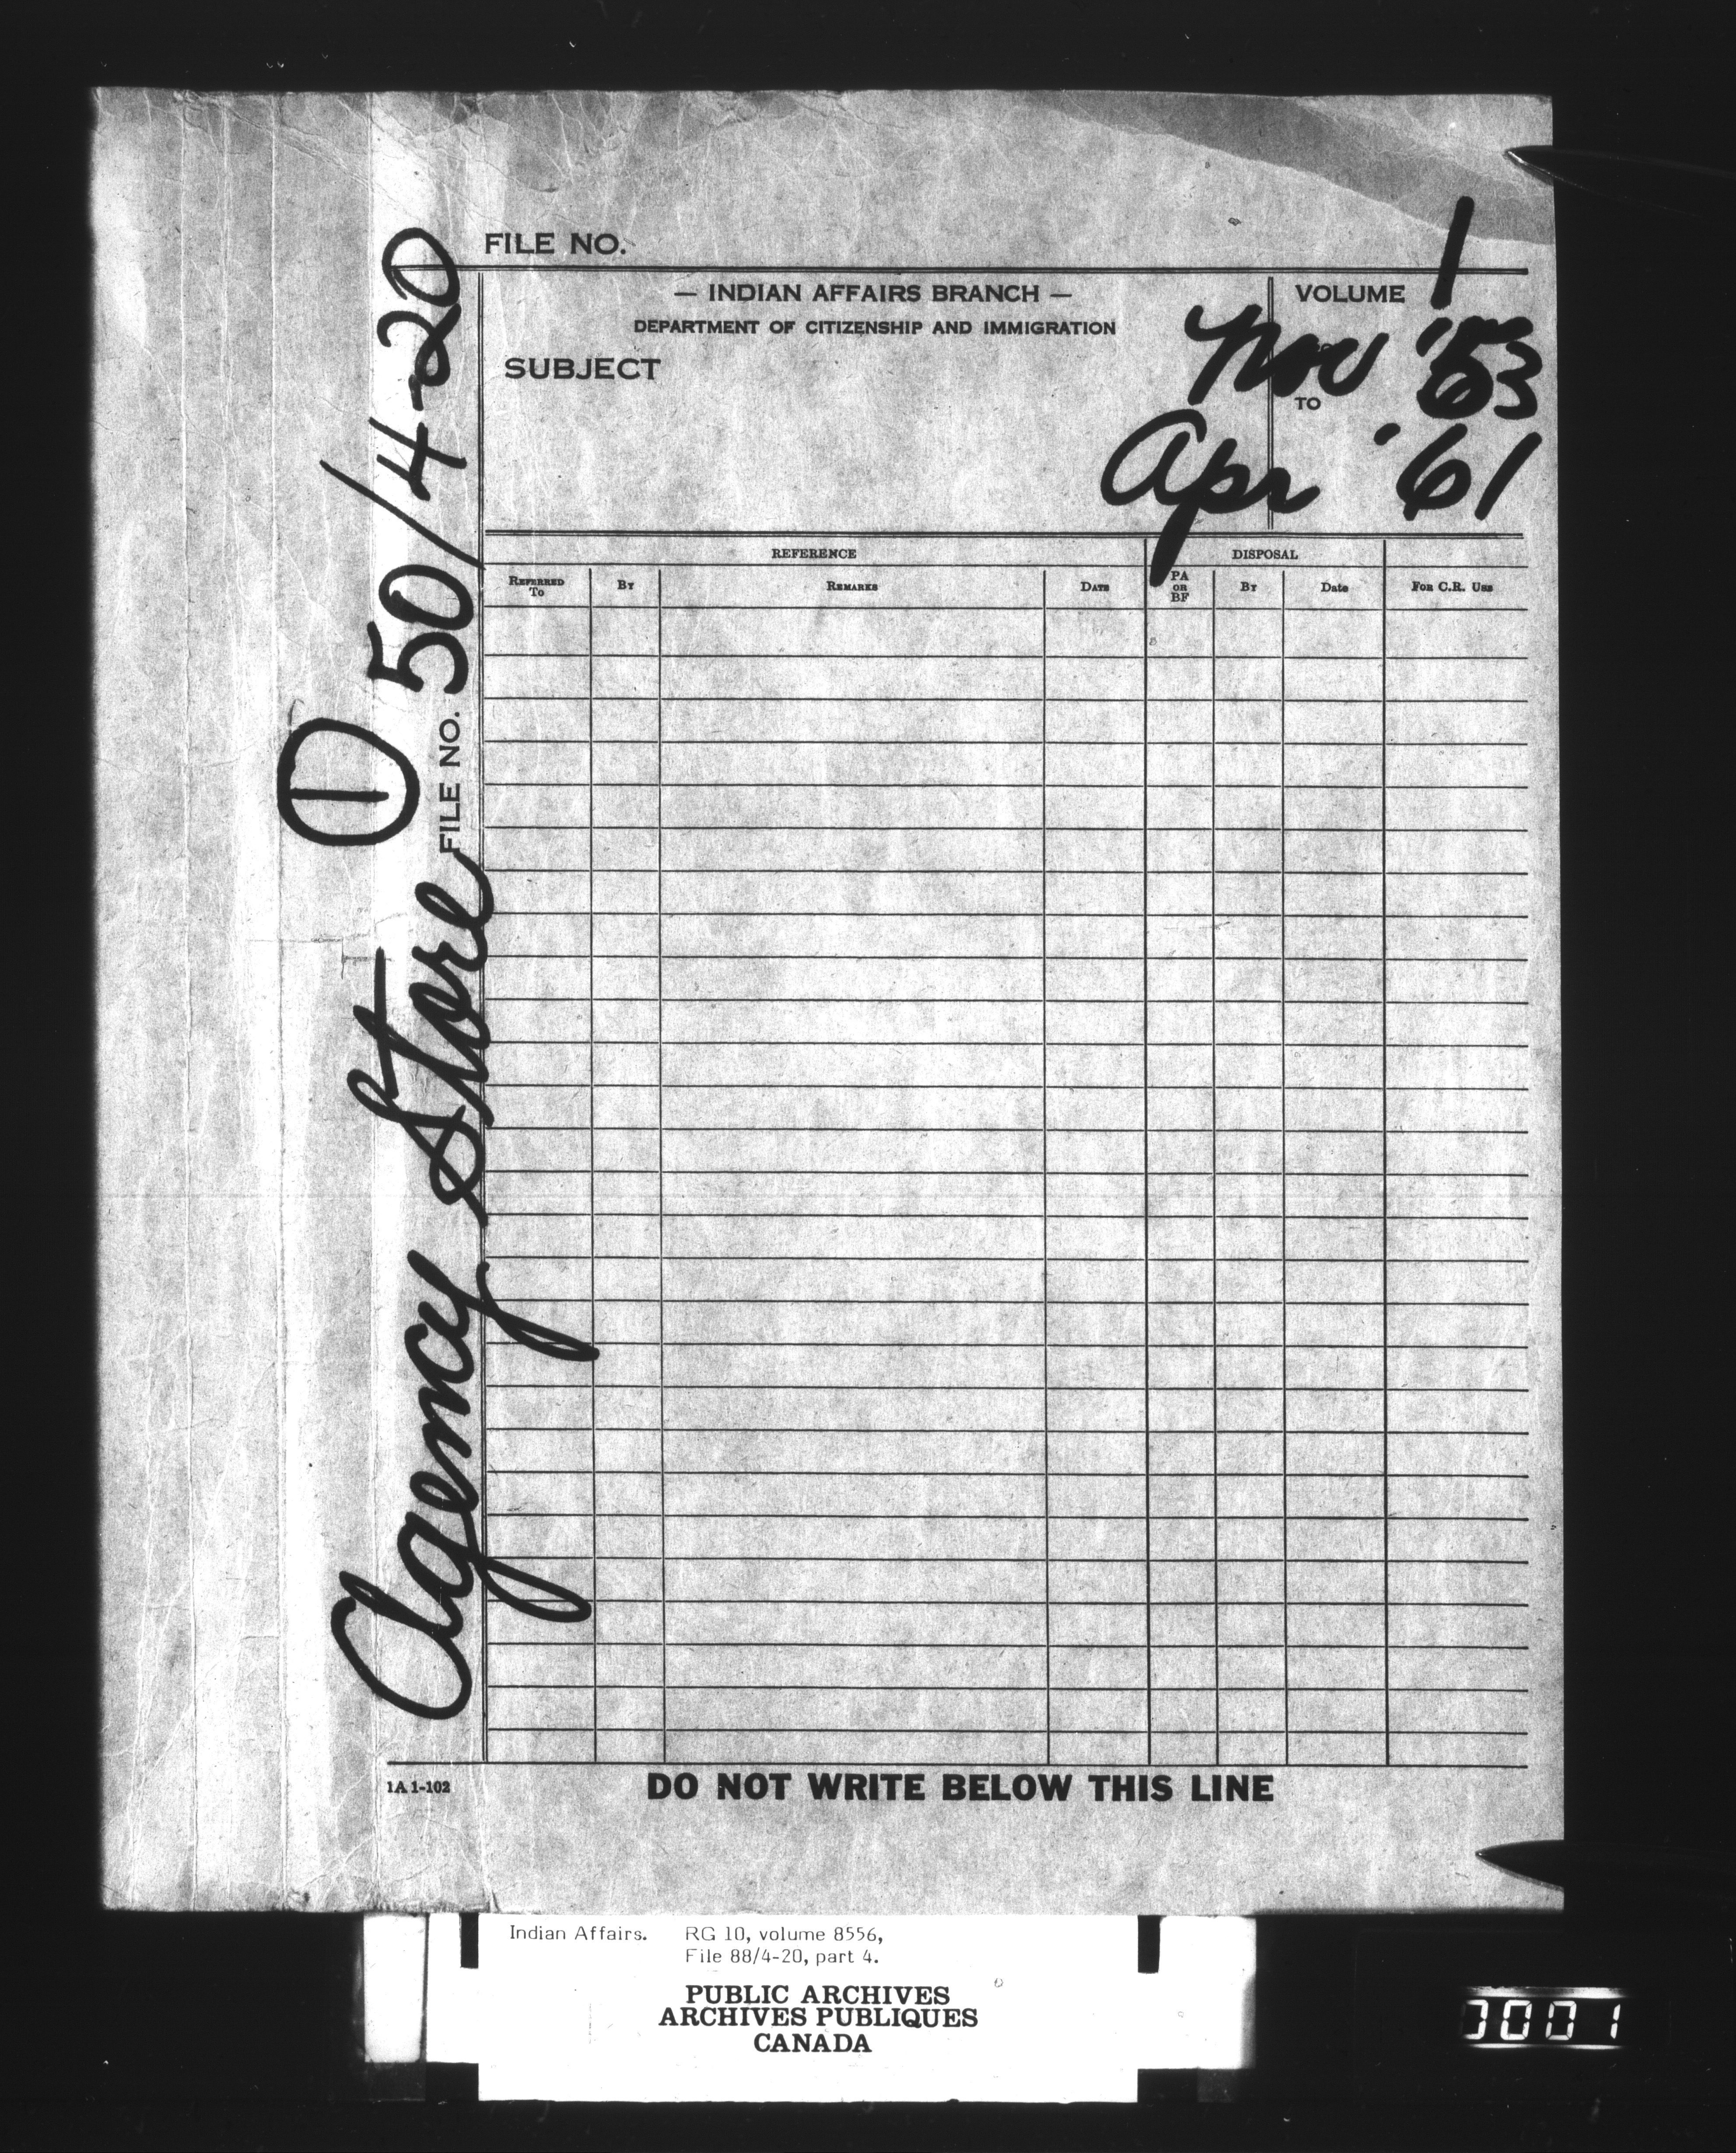 FILE NO.
— INDIAN AFFAIRS BRANCH —
DEPARTMENT OF CITIZENSHIP AND IMMIGRATION
SUBJECT
VOLUME 1
Nov '53
TO
Apr '61
REFERENCE
DISPOSAL
REFERRED TO
BY
REMARKS
DATE
PA OR BF
BY
Date
FOR C.R. USE
1
Agency Store FILE NO. 50/4-20
1A 1-102
DO NOT WRITE BELOW THIS LINE
Indian Affairs. RG 10, volume 8556,
File 88/4-20, part 4.
PUBLIC ARCHIVES
ARCHIVES PUBLIQUES
CANADA
0001